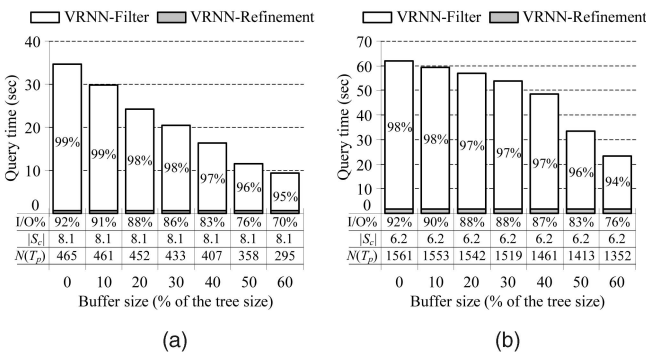 VRNN-Filter VRNN-Refinement
Query time (sec)
40
30
20
10
0
99% 99% 98% 98% 97% 96% 95%
I/O% 92% 91% 88% 86% 83% 76% 70%
|Sc| 8.1 8.1 8.1 8.1 8.1 8.1 8.1
N(Tp) 465 461 452 433 407 358 295
0 10 20 30 40 50 60
Buffer size (% of the tree size)
(a)
VRNN-Filter VRNN-Refinement
Query time (sec)
70
60
50
40
30
20
10
0
98% 98% 97% 97% 97% 96% 94%
I/O% 92% 90% 88% 88% 87% 83% 76%
|Sc| 6.2 6.2 6.2 6.2 6.2 6.2 6.2
N(Tp) 1561 1553 1542 1519 1461 1413 1352
0 10 20 30 40 50 60
Buffer size (% of the tree size)
(b)